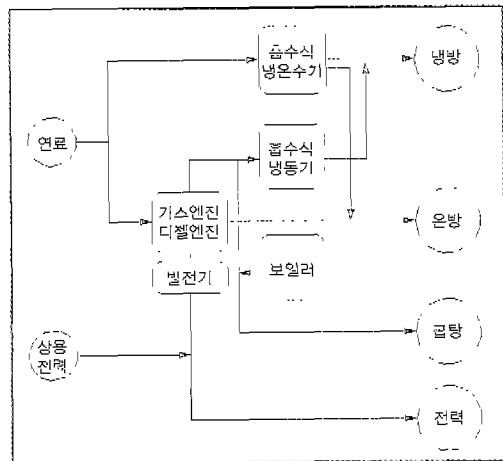 흡수식
냉온수기
냉방
연료
흡수식
냉동기
가스엔진
디젤엔진
온방
발전기
보일러
급탕
상용
전력
전력